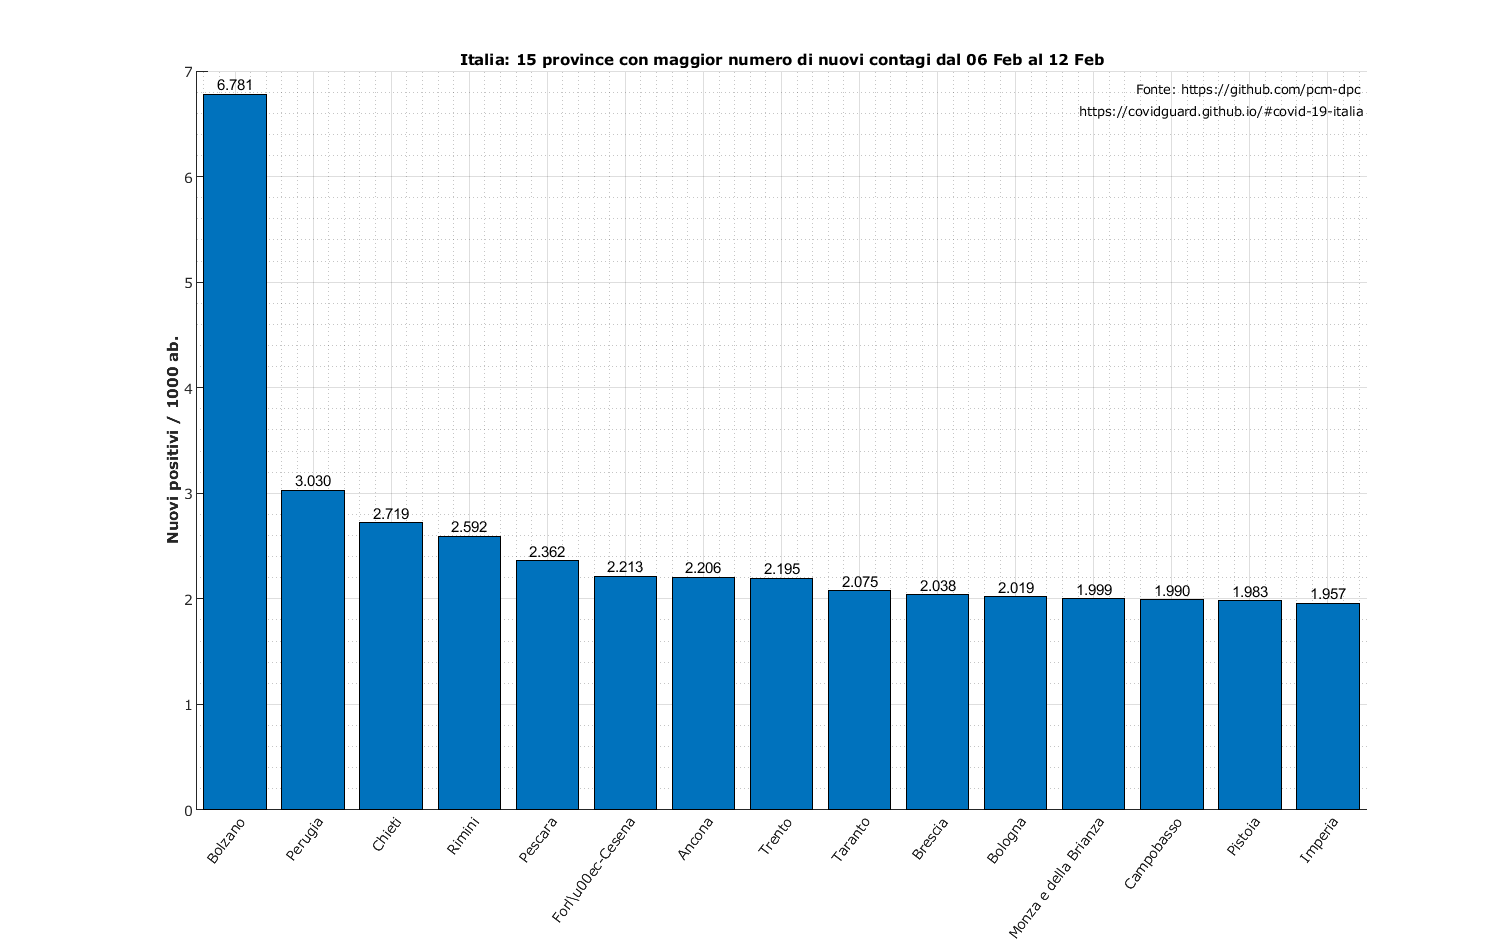 Italia: 15 province con maggior numero di nuovi contagi dal 06 Feb al 12 Feb
Fonte: https://github.com/pcm-dpc
https://covidguard.github.io/#covid-19-italia
Nuovi positivi / 1000 ab.
7
6
5
4
3
2
1
0
6.781
3.030
2.719
2.592
2.362
2.213
2.206
2.195
2.075
2.038
2.019
1.999
1.990
1.983
1.957
Bolzano
Perugia
Chieti
Rimini
Pescara
Forl\u00ec-Cesena
Ancona
Trento
Taranto
Brescia
Bologna
Monza e della Brianza
Campobasso
Pistoia
Imperia